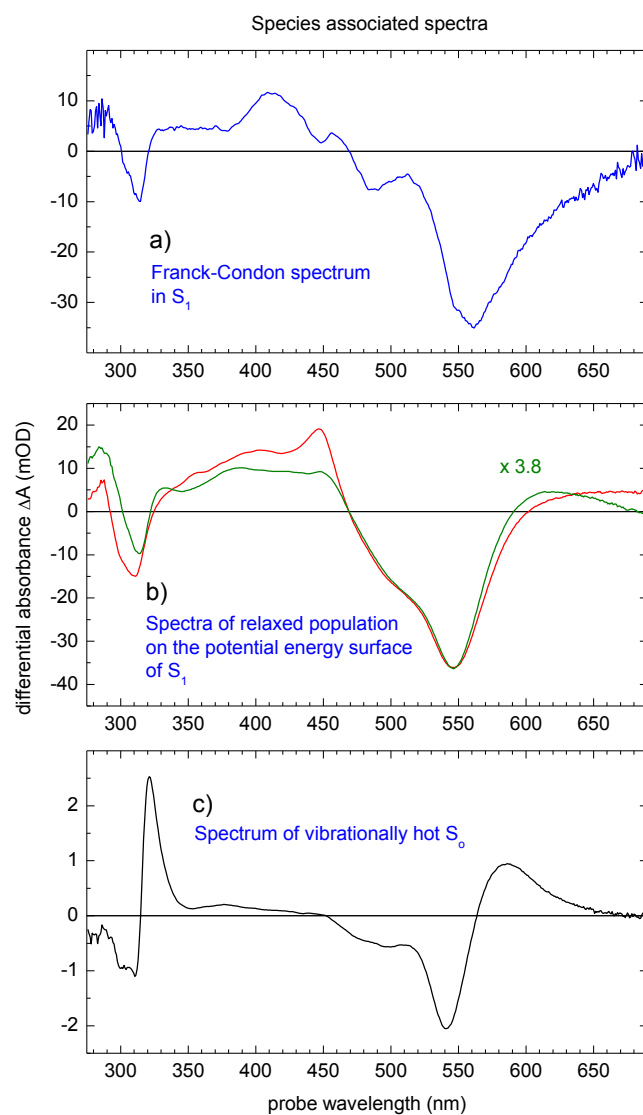 Species associated spectra
10
0
-10
-20
-30
a)
Franck-Condon spectrum
in S1
300 350 400 450 500 550 600 650
differential absorbance ΔA (mOD)
20
10
0
-10
-20
-30
-40
x 3.8
b)
Spectra of relaxed population
on the potential energy surface
of S1
300 350 400 450 500 550 600 650
2
1
0
-1
-2
c)
Spectrum of vibrationally hot So
300 350 400 450 500 550 600 650
probe wavelength (nm)